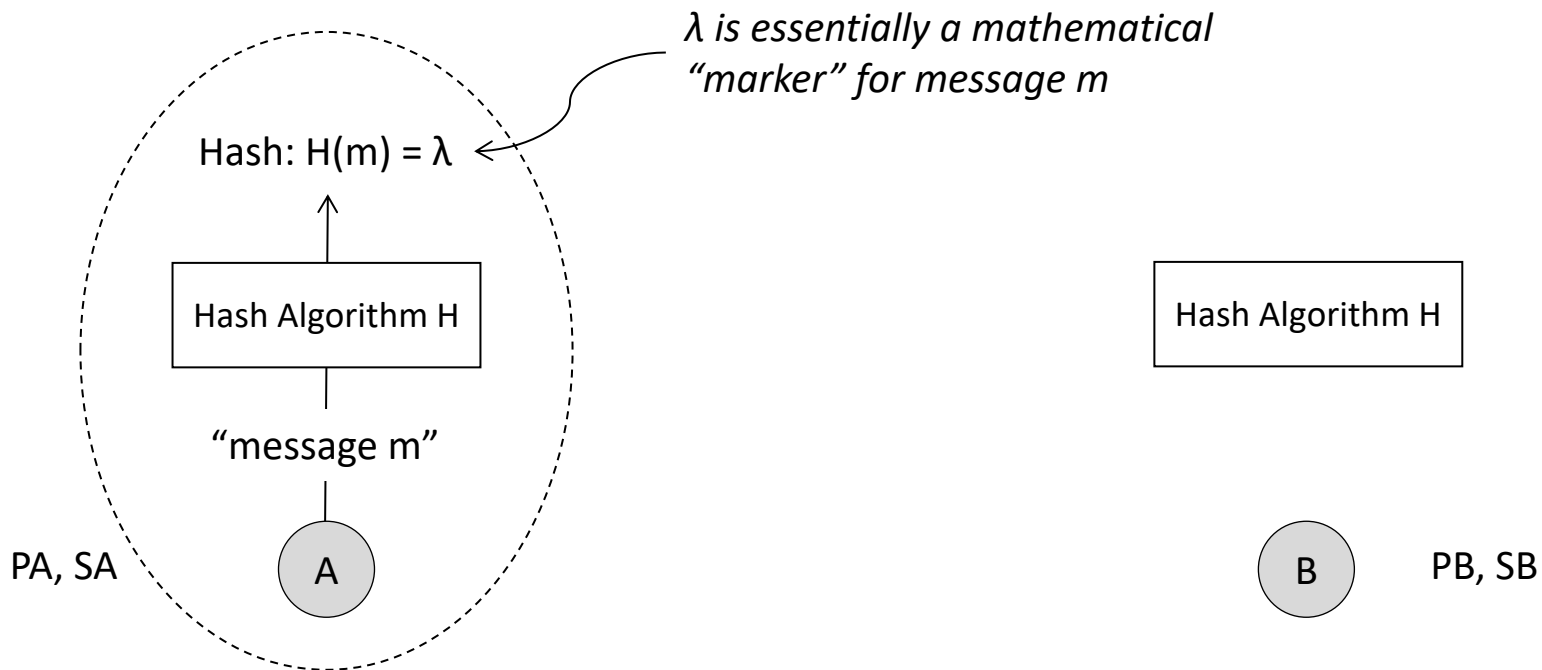 λ is essentially a mathematical
“marker” for message m
Hash: H(m) = λ
Hash Algorithm H
Hash Algorithm H
“message m”
PA, SA
A
B
PB, SB